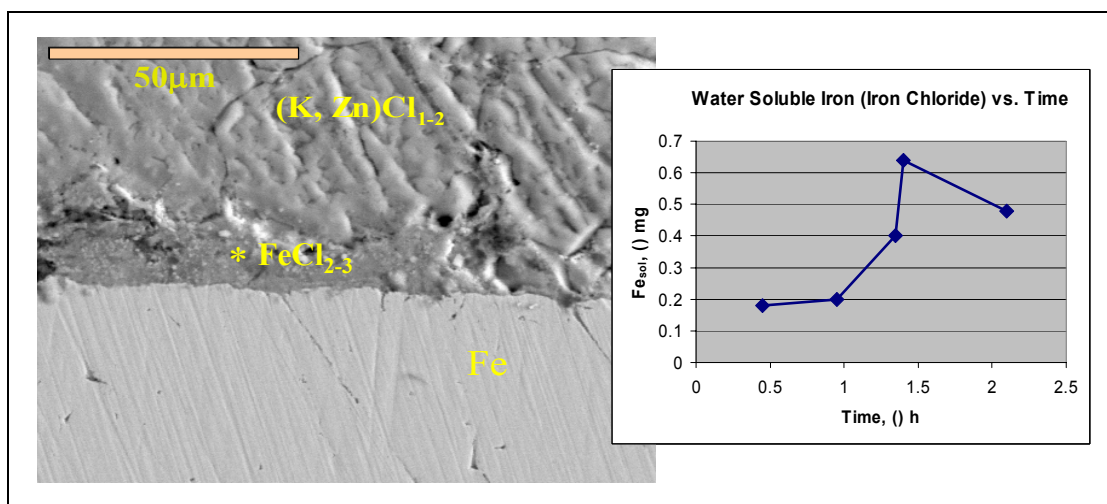 50µm
(K, Zn)Cl1-2
* FeCl2-3
Fe
Water Soluble Iron (Iron Chloride) vs. Time
Fesol, () mg
0.7
0.6
0.5
0.4
0.3
0.2
0.1
0
0 0.5 1 1.5 2 2.5
Time, () h